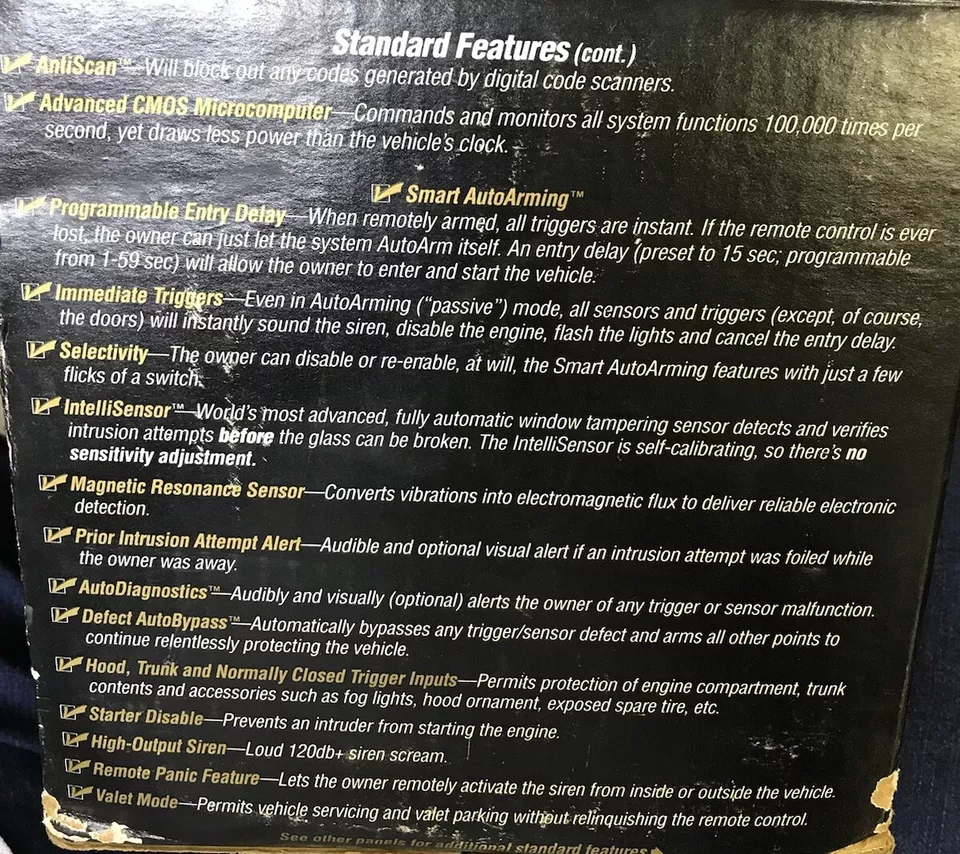 Standard Features (cont.)
AntiScan™—Will block out any codes generated by digital code scanners.
Advanced CMOS Microcomputer—Commands and monitors all system functions 100,000 times per
second, yet draws less power than the vehicle's clock.
Smart AutoArming™
Programmable Entry Delay—When remotely armed, all triggers are instant. If the remote control is ever
lost, the owner can just let the system AutoArm itself. An entry delay (preset to 15 sec; programmable
from 1-59 sec) will allow the owner to enter and start the vehicle.
Immediate Triggers—Even in AutoArming ("passive") mode, all sensors and triggers (except, of course,
the doors) will instantly sound the siren, disable the engine, flash the lights and cancel the entry delay.
Selectivity—The owner can disable or re-enable, at will, the Smart AutoArming features with just a few
flicks of a switch.
IntelliSensor™—World's most advanced, fully automatic window tampering sensor detects and verifies
intrusion attempts before the glass can be broken. The IntelliSensor is self-calibrating, so there's no
sensitivity adjustment.
Magnetic Resonance Sensor—Converts vibrations into electromagnetic flux to deliver reliable electronic
detection.
Prior Intrusion Attempt Alert—Audible and optional visual alert if an intrusion attempt was foiled while
the owner was away.
AutoDiagnostics™—Audibly and visually (optional) alerts the owner of any trigger or sensor malfunction.
Defect AutoBypass™—Automatically bypasses any trigger/sensor defect and arms all other points to
continue relentlessly protecting the vehicle.
Hood, Trunk and Normally Closed Trigger Inputs—Permits protection of engine compartment, trunk
contents and accessories such as fog lights, hood ornament, exposed spare tire, etc.
Starter Disable—Prevents an intruder from starting the engine.
High-Output Siren—Loud 120db+ siren scream.
Remote Panic Feature—Lets the owner remotely activate the siren from inside or outside the vehicle.
Valet Mode—Permits vehicle servicing and valet parking without relinquishing the remote control.
See other panels for additional standard features